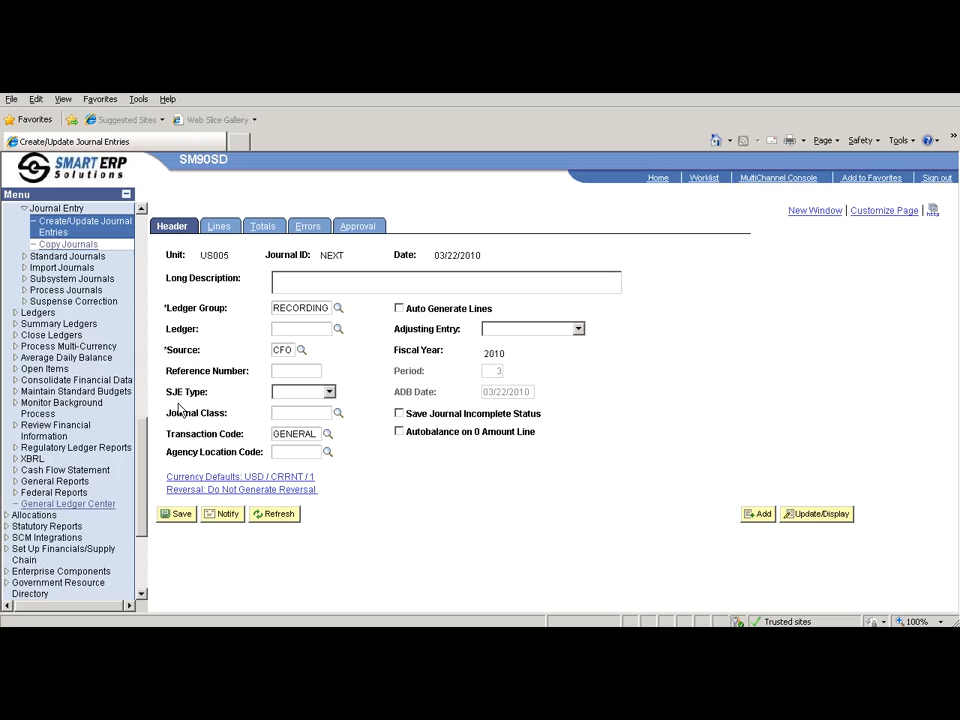 File Edit View Favorites Tools Help
Favorites Suggested Sites Web Slice Gallery
Create/Update Journal Entries Page Safety Tools
SMART ERP Solutions SM90SD
Home Worklist MultiChannel Console Add to Favorites Sign out
Menu
Journal Entry
Create/Update Journal
Entries
Copy Journals
Standard Journals
Import Journals
Subsystem Journals
Process Journals
Suspense Correction
Ledgers
Summary Ledgers
Close Ledgers
Process Multi-Currency
Average Daily Balance
Open Items
Consolidate Financial Data
Maintain Standard Budgets
Monitor Background
Process
Review Financial
Information
Regulatory Ledger Reports
XBRL
Cash Flow Statement
General Reports
Federal Reports
General Ledger Center
Allocations
Statutory Reports
SCM Integrations
Set Up Financials/Supply
Chain
Enterprise Components
Government Resource
Directory
New Window Customize Page http
Header Lines Totals Errors Approval
Unit: US005 Journal ID: NEXT Date: 03/22/2010
Long Description:
*Ledger Group: RECORDING Auto Generate Lines
Ledger: Adjusting Entry:
*Source: CFO Fiscal Year: 2010
Reference Number: Period: 3
SJE Type: ADB Date: 03/22/2010
Journal Class: Save Journal Incomplete Status
Transaction Code: GENERAL Autobalance on 0 Amount Line
Agency Location Code:
Currency Defaults: USD / CRRNT / 1
Reversal: Do Not Generate Reversal
Save Notify Refresh Add Update/Display
Trusted sites 100%